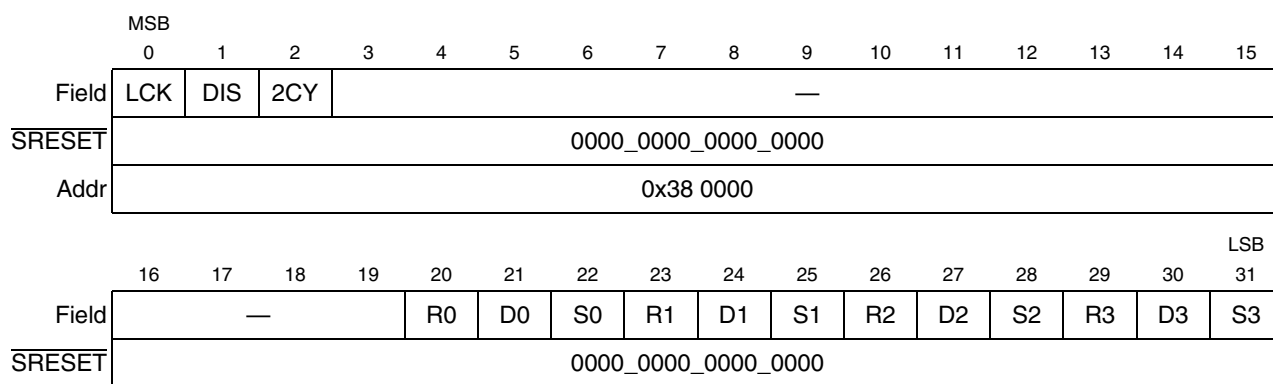 MSB
0 1 2 3 4 5 6 7 8 9 10 11 12 13 14 15
Field LCK DIS 2CY —
SRESET 0000_0000_0000_0000
Addr 0x38 0000
LSB
16 17 18 19 20 21 22 23 24 25 26 27 28 29 30 31
Field — R0 D0 S0 R1 D1 S1 R2 D2 S2 R3 D3 S3
SRESET 0000_0000_0000_0000